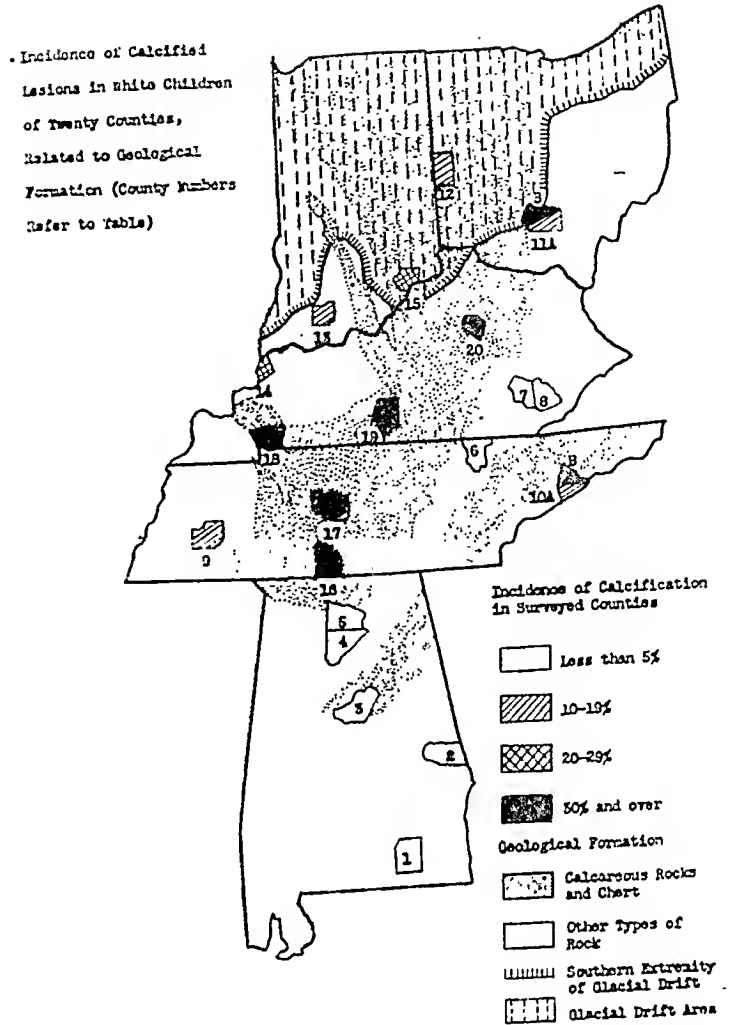 . Incidence of Calcified
Lesions in White Children
of Twenty Counties,
Related to Geological
Formation (County Numbers
Refer to Table)
12
B
11A
15
13
20
14
7 8
19
18
6
B
10A
17
9
16
5
4
3
2
1
Incidence of Calcification
in Surveyed Counties
Less than 5%
10-19%
20-29%
30% and over
Geological Formation
Calcareous Rocks
and Chert
Other Types of
Rock
Southern Extremity
of Glacial Drift
Glacial Drift Area